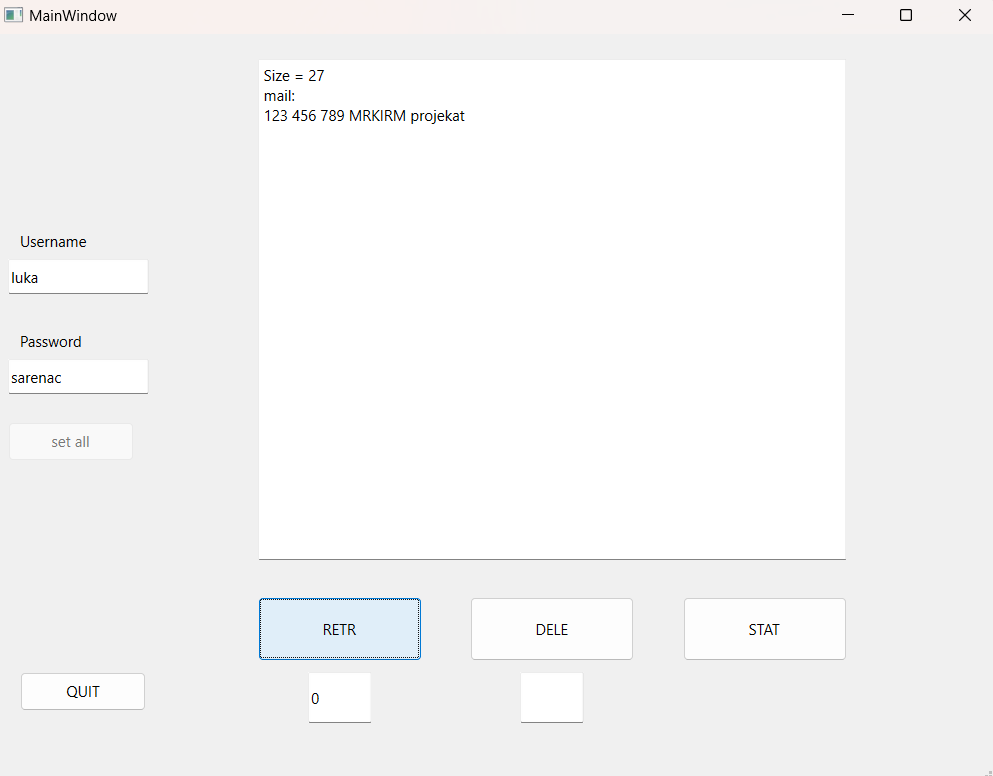 MainWindow
Size = 27
mail:
123 456 789 MRKIRM projekat
Username
luka
Password
sarenac
set all
RETR
DELE
STAT
QUIT
0